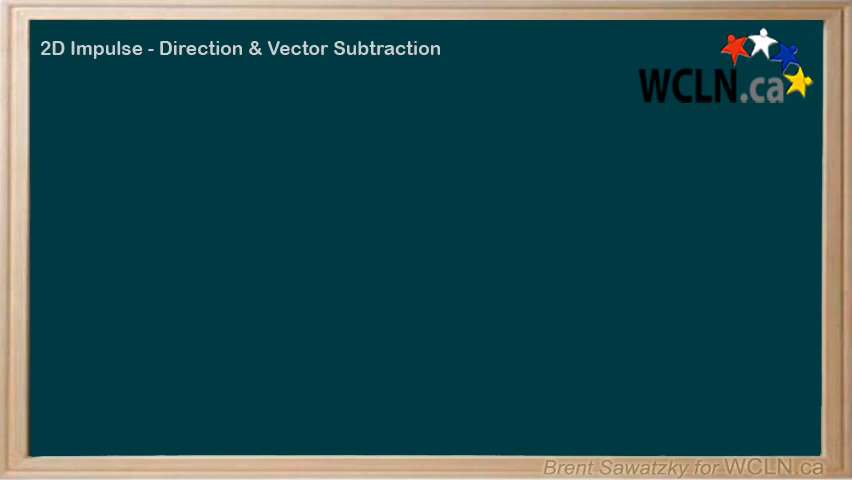 2D Impulse - Direction & Vector Subtraction
WCLN.ca
Brent Sawatzky for WCLN.ca